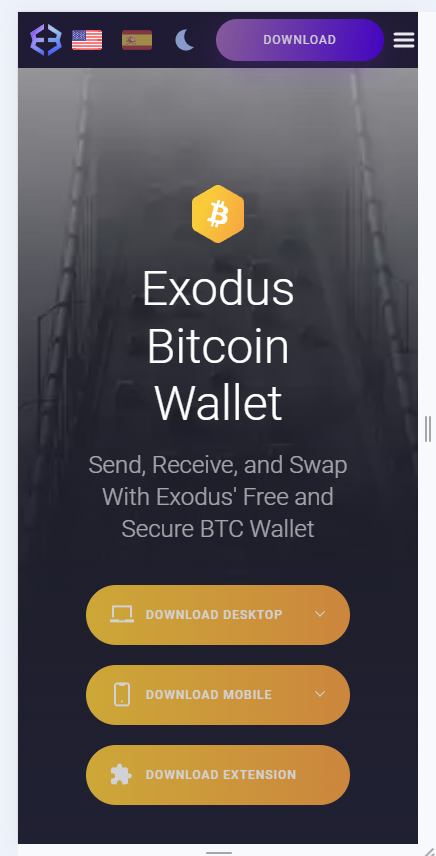 DOWNLOAD
Exodus
Bitcoin
Wallet
Send, Receive, and Swap
With Exodus' Free and
Secure BTC Wallet
DOWNLOAD DESKTOP
DOWNLOAD MOBILE
DOWNLOAD EXTENSION